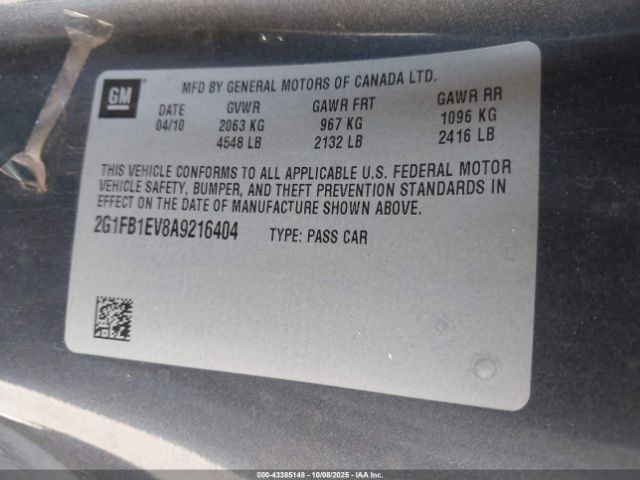 GM
MFD BY GENERAL MOTORS OF CANADA LTD.
DATE GVWR GAWR FRT GAWR RR
04/10 2063 KG 967 KG 1096 KG
4548 LB 2132 LB 2416 LB
THIS VEHICLE CONFORMS TO ALL APPLICABLE U.S. FEDERAL MOTOR
VEHICLE SAFETY, BUMPER, AND THEFT PREVENTION STANDARDS IN
EFFECT ON THE DATE OF MANUFACTURE SHOWN ABOVE.
2G1FB1EV8A9216404 TYPE: PASS CAR
000-43385148 - 10/08/2025 - IAAI.com